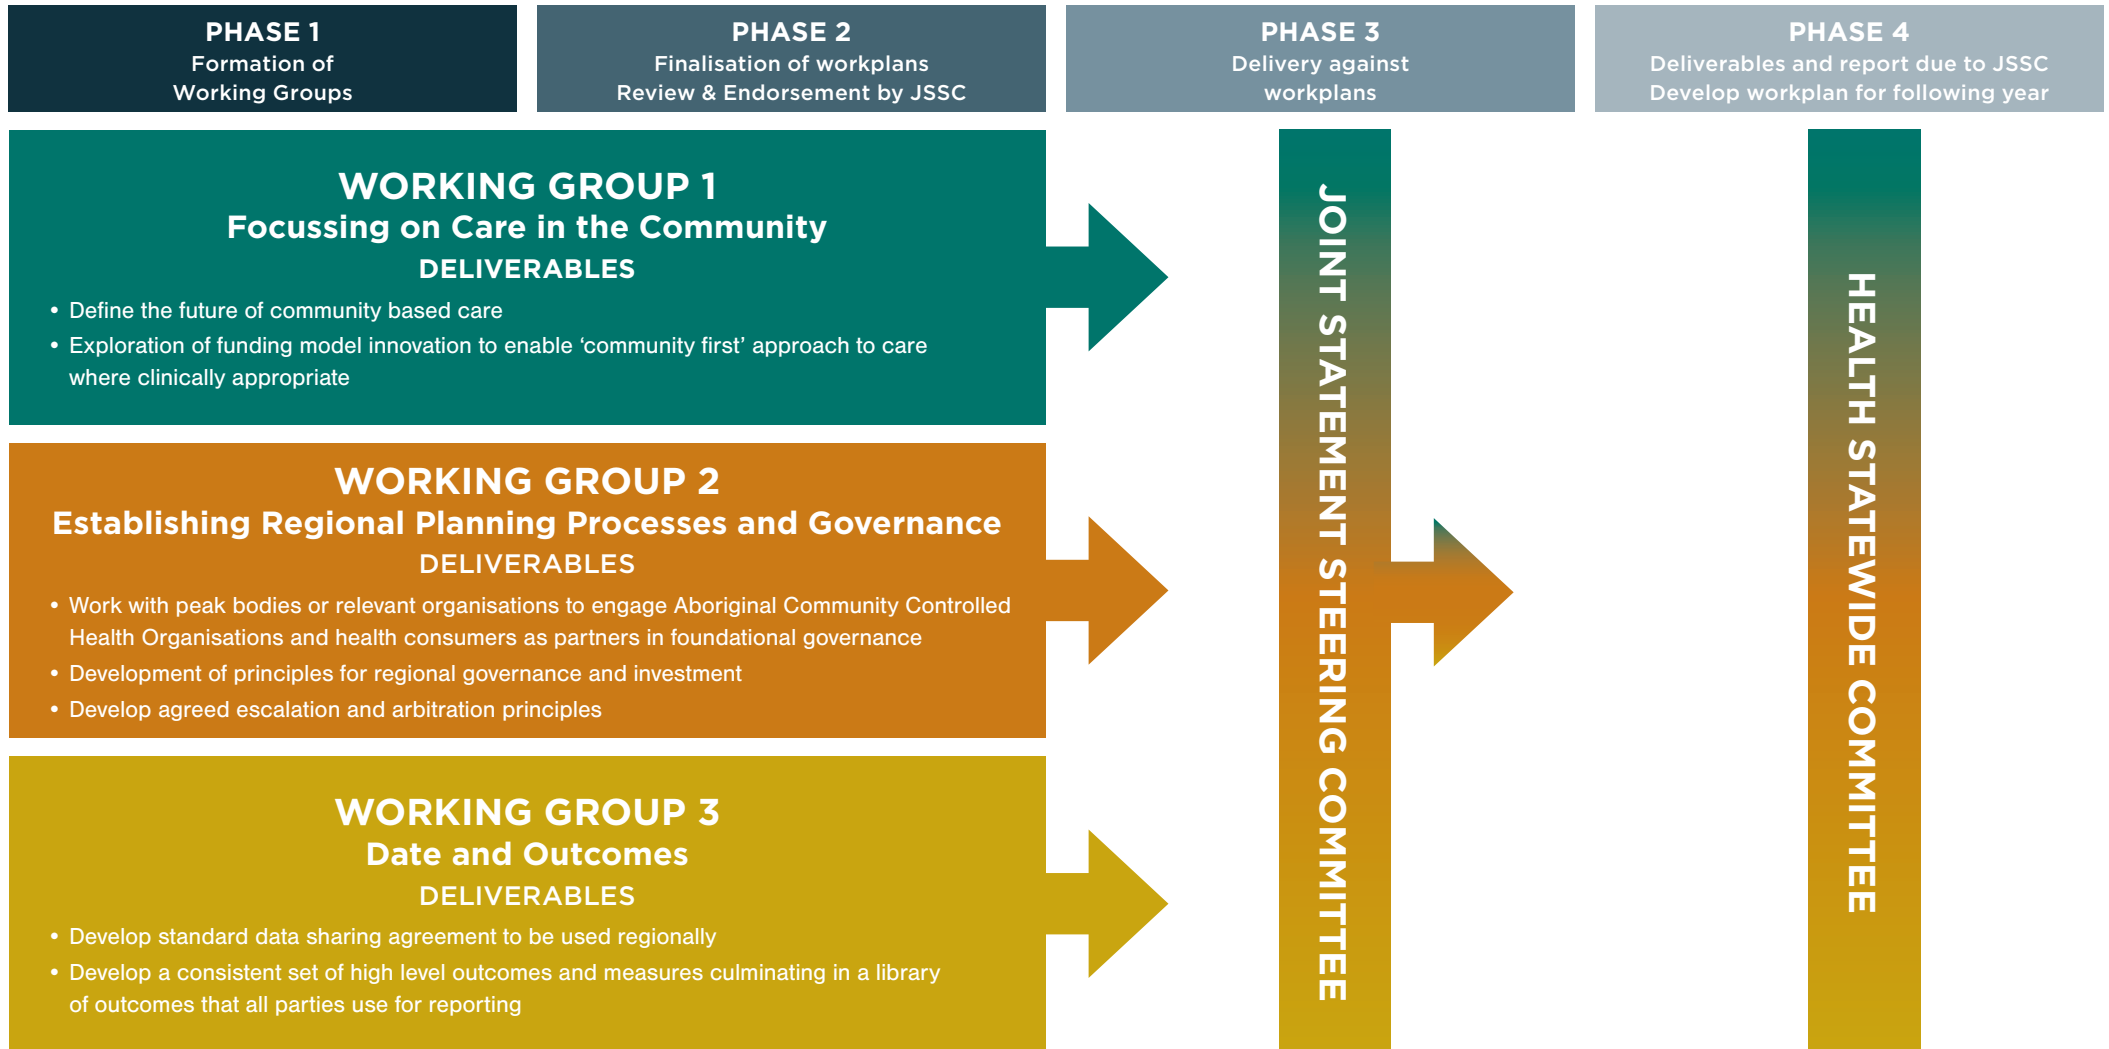 PHASE 1
Formation of
Working Groups
PHASE 2
Finalisation of workplans
Review & Endorsement by JSSC
PHASE 3
Delivery against
workplans
PHASE 4
Deliverables and report due to JSSC
Develop workplan for following year
WORKING GROUP 1
Focussing on Care in the Community
DELIVERABLES
• Define the future of community based care
• Exploration of funding model innovation to enable ‘community first’ approach to care
where clinically appropriate
WORKING GROUP 2
Establishing Regional Planning Processes and Governance
DELIVERABLES
• Work with peak bodies or relevant organisations to engage Aboriginal Community Controlled
Health Organisations and health consumers as partners in foundational governance
• Development of principles for regional governance and investment
• Develop agreed escalation and arbitration principles
WORKING GROUP 3
Date and Outcomes
DELIVERABLES
• Develop standard data sharing agreement to be used regionally
• Develop a consistent set of high level outcomes and measures culminating in a library
of outcomes that all parties use for reporting
JOINT STATEMENT STEERING COMMITTEE
HEALTH STATEWIDE COMMITTEE